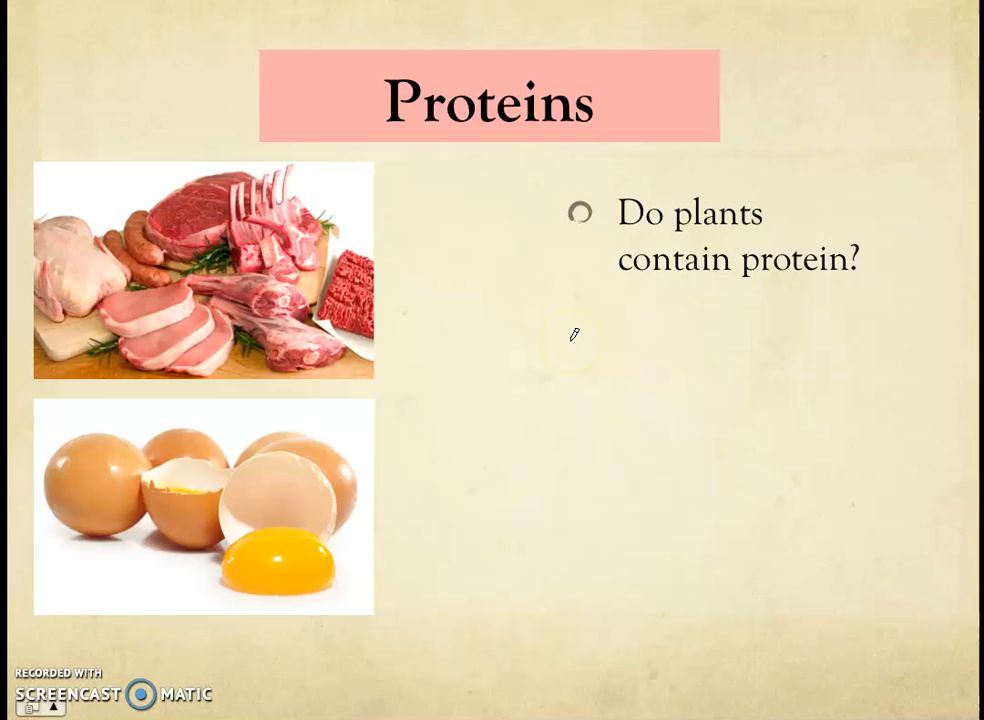 Proteins
Do plants
contain protein?
RECORDED WITH
SCREENCAST MATIC